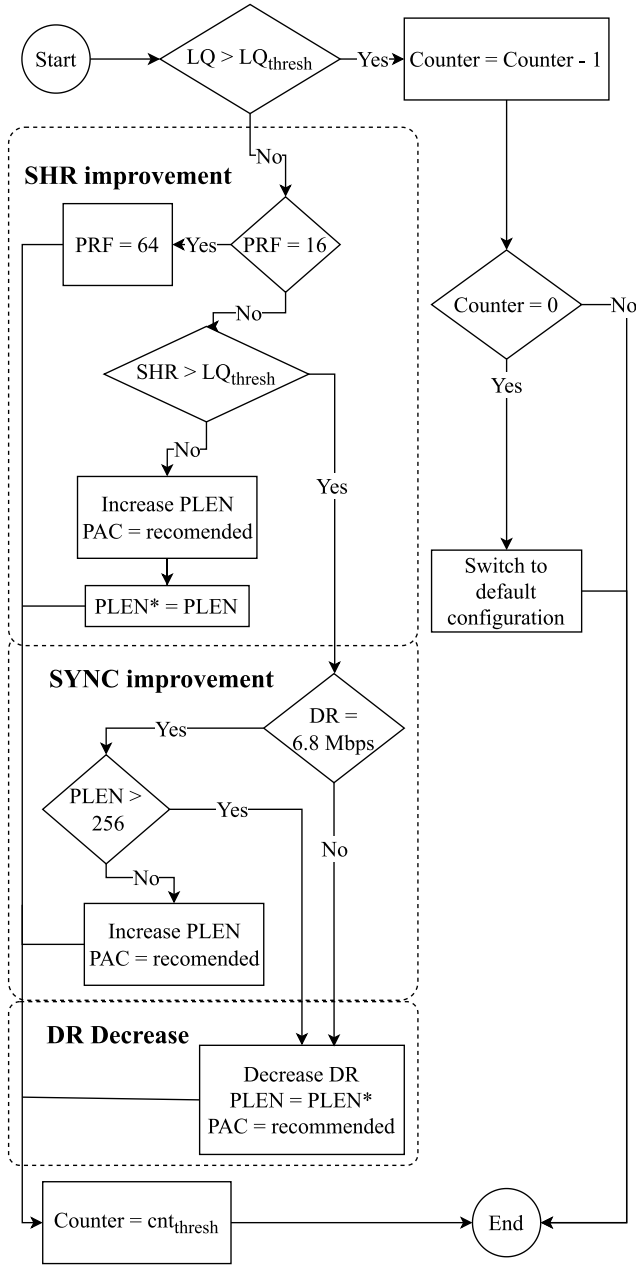 Start
LQ > LQthresh
Yes
Counter = Counter - 1
No
SHR improvement
PRF = 64
Yes
PRF = 16
No
Counter = 0
No
SHR > LQthresh
Yes
No
Yes
Increase PLEN
PAC = recomended
Switch to
default
configuration
PLEN* = PLEN
SYNC improvement
DR =
6.8 Mbps
Yes
PLEN >
256
Yes
No
No
Increase PLEN
PAC = recomended
DR Decrease
Decrease DR
PLEN = PLEN*
PAC = recommended
Counter = cntthresh
End